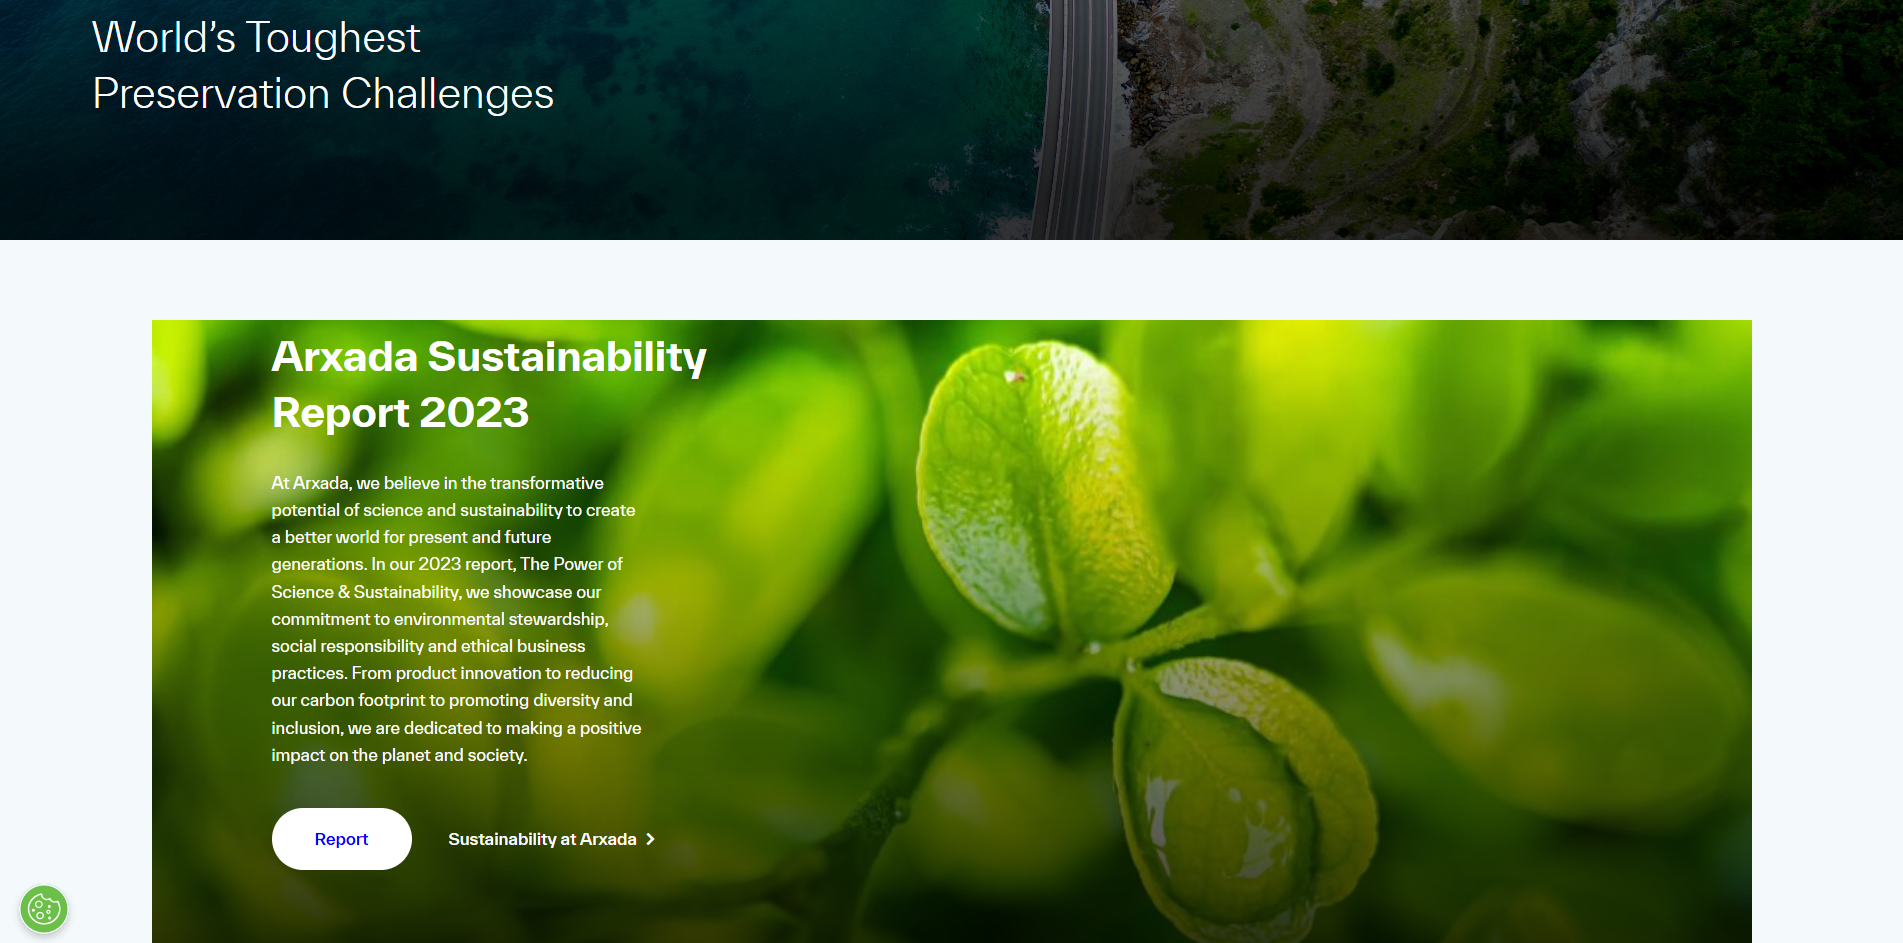 World's Toughest
Preservation Challenges
Arxada Sustainability
Report 2023
At Arxada, we believe in the transformative
potential of science and sustainability to create
a better world for present and future
generations. In our 2023 report, The Power of
Science & Sustainability, we showcase our
commitment to environmental stewardship,
social responsibility and ethical business
practices. From product innovation to reducing
our carbon footprint to promoting diversity and
inclusion, we are dedicated to making a positive
impact on the planet and society.
Report
Sustainability at Arxada